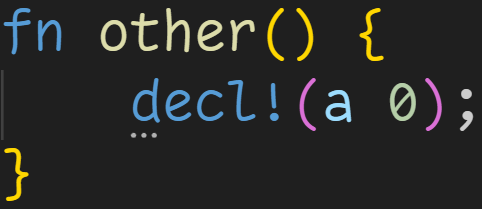 fn other() {
    decl!(a 0);
}